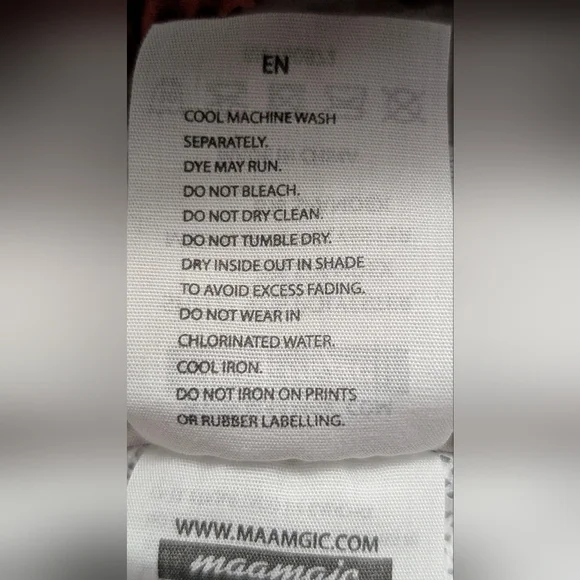 EN
COOL MACHINE WASH
SEPARATELY.
DYE MAY RUN.
DO NOT BLEACH.
DO NOT DRY CLEAN.
DO NOT TUMBLE DRY.
DRY INSIDE OUT IN SHADE
TO AVOID EXCESS FADING.
DO NOT WEAR IN
CHLORINATED WATER.
COOL IRON.
DO NOT IRON ON PRINTS
OR RUBBER LABELLING.
WWW.MAAMGIC.COM
maamgic